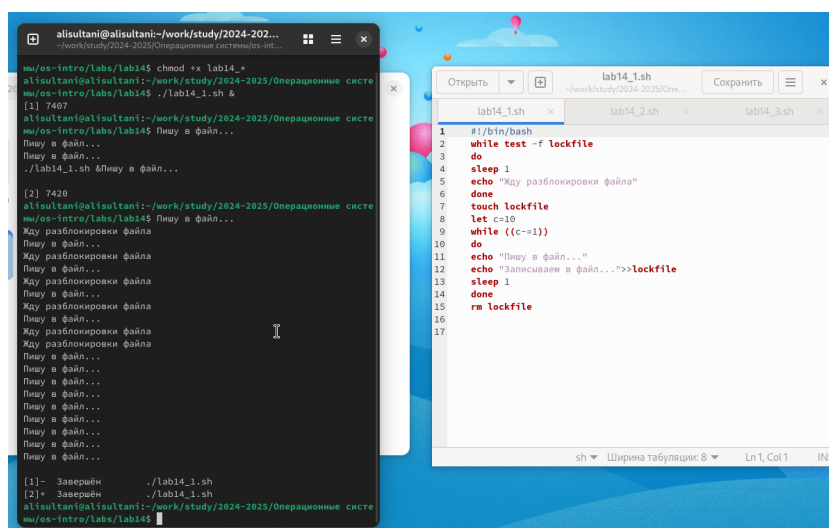 alisultani@alisultani:~/work/study/2024-202...
~/work/study/2024-2025/Операционные системы/os-int...
мы/os-intro/labs/lab14$ chmod +x lab14_*
alisultani@alisultani:~/work/study/2024-2025/Операционные систе
мы/os-intro/labs/lab14$ ./lab14_1.sh &
[1] 7407
alisultani@alisultani:~/work/study/2024-2025/Операционные систе
мы/os-intro/labs/lab14$ Пишу в файл...
Пишу в файл...
Пишу в файл...
./lab14_1.sh &Пишу в файл...
[2] 7420
alisultani@alisultani:~/work/study/2024-2025/Операционные систе
мы/os-intro/labs/lab14$ Пишу в файл...
Жду разблокировки файла
Пишу в файл...
Жду разблокировки файла
Пишу в файл...
Жду разблокировки файла
Пишу в файл...
Жду разблокировки файла
Пишу в файл...
Жду разблокировки файла
Жду разблокировки файла
Пишу в файл...
Пишу в файл...
Пишу в файл...
Пишу в файл...
Пишу в файл...
Пишу в файл...
Пишу в файл...
Пишу в файл...
Пишу в файл...
[1]- Завершён ./lab14_1.sh
[2]+ Завершён ./lab14_1.sh
alisultani@alisultani:~/work/study/2024-2025/Операционные систе
мы/os-intro/labs/lab14$
Открыть
lab14_1.sh
~/work/study/2024-2025/Опе...
Сохранить
lab14_1.sh
lab14_2.sh
lab14_3.sh
1 #!/bin/bash
2 while test -f lockfile
3 do
4 sleep 1
5 echo "Жду разблокировки файла"
6 done
7 touch lockfile
8 let c=10
9 while ((c-=1))
10 do
11 echo "Пишу в файл..."
12 echo "Записываем в файл...">>lockfile
13 sleep 1
14 done
15 rm lockfile
16
17
sh
Ширина табуляции: 8
Ln 1, Col 1
IN